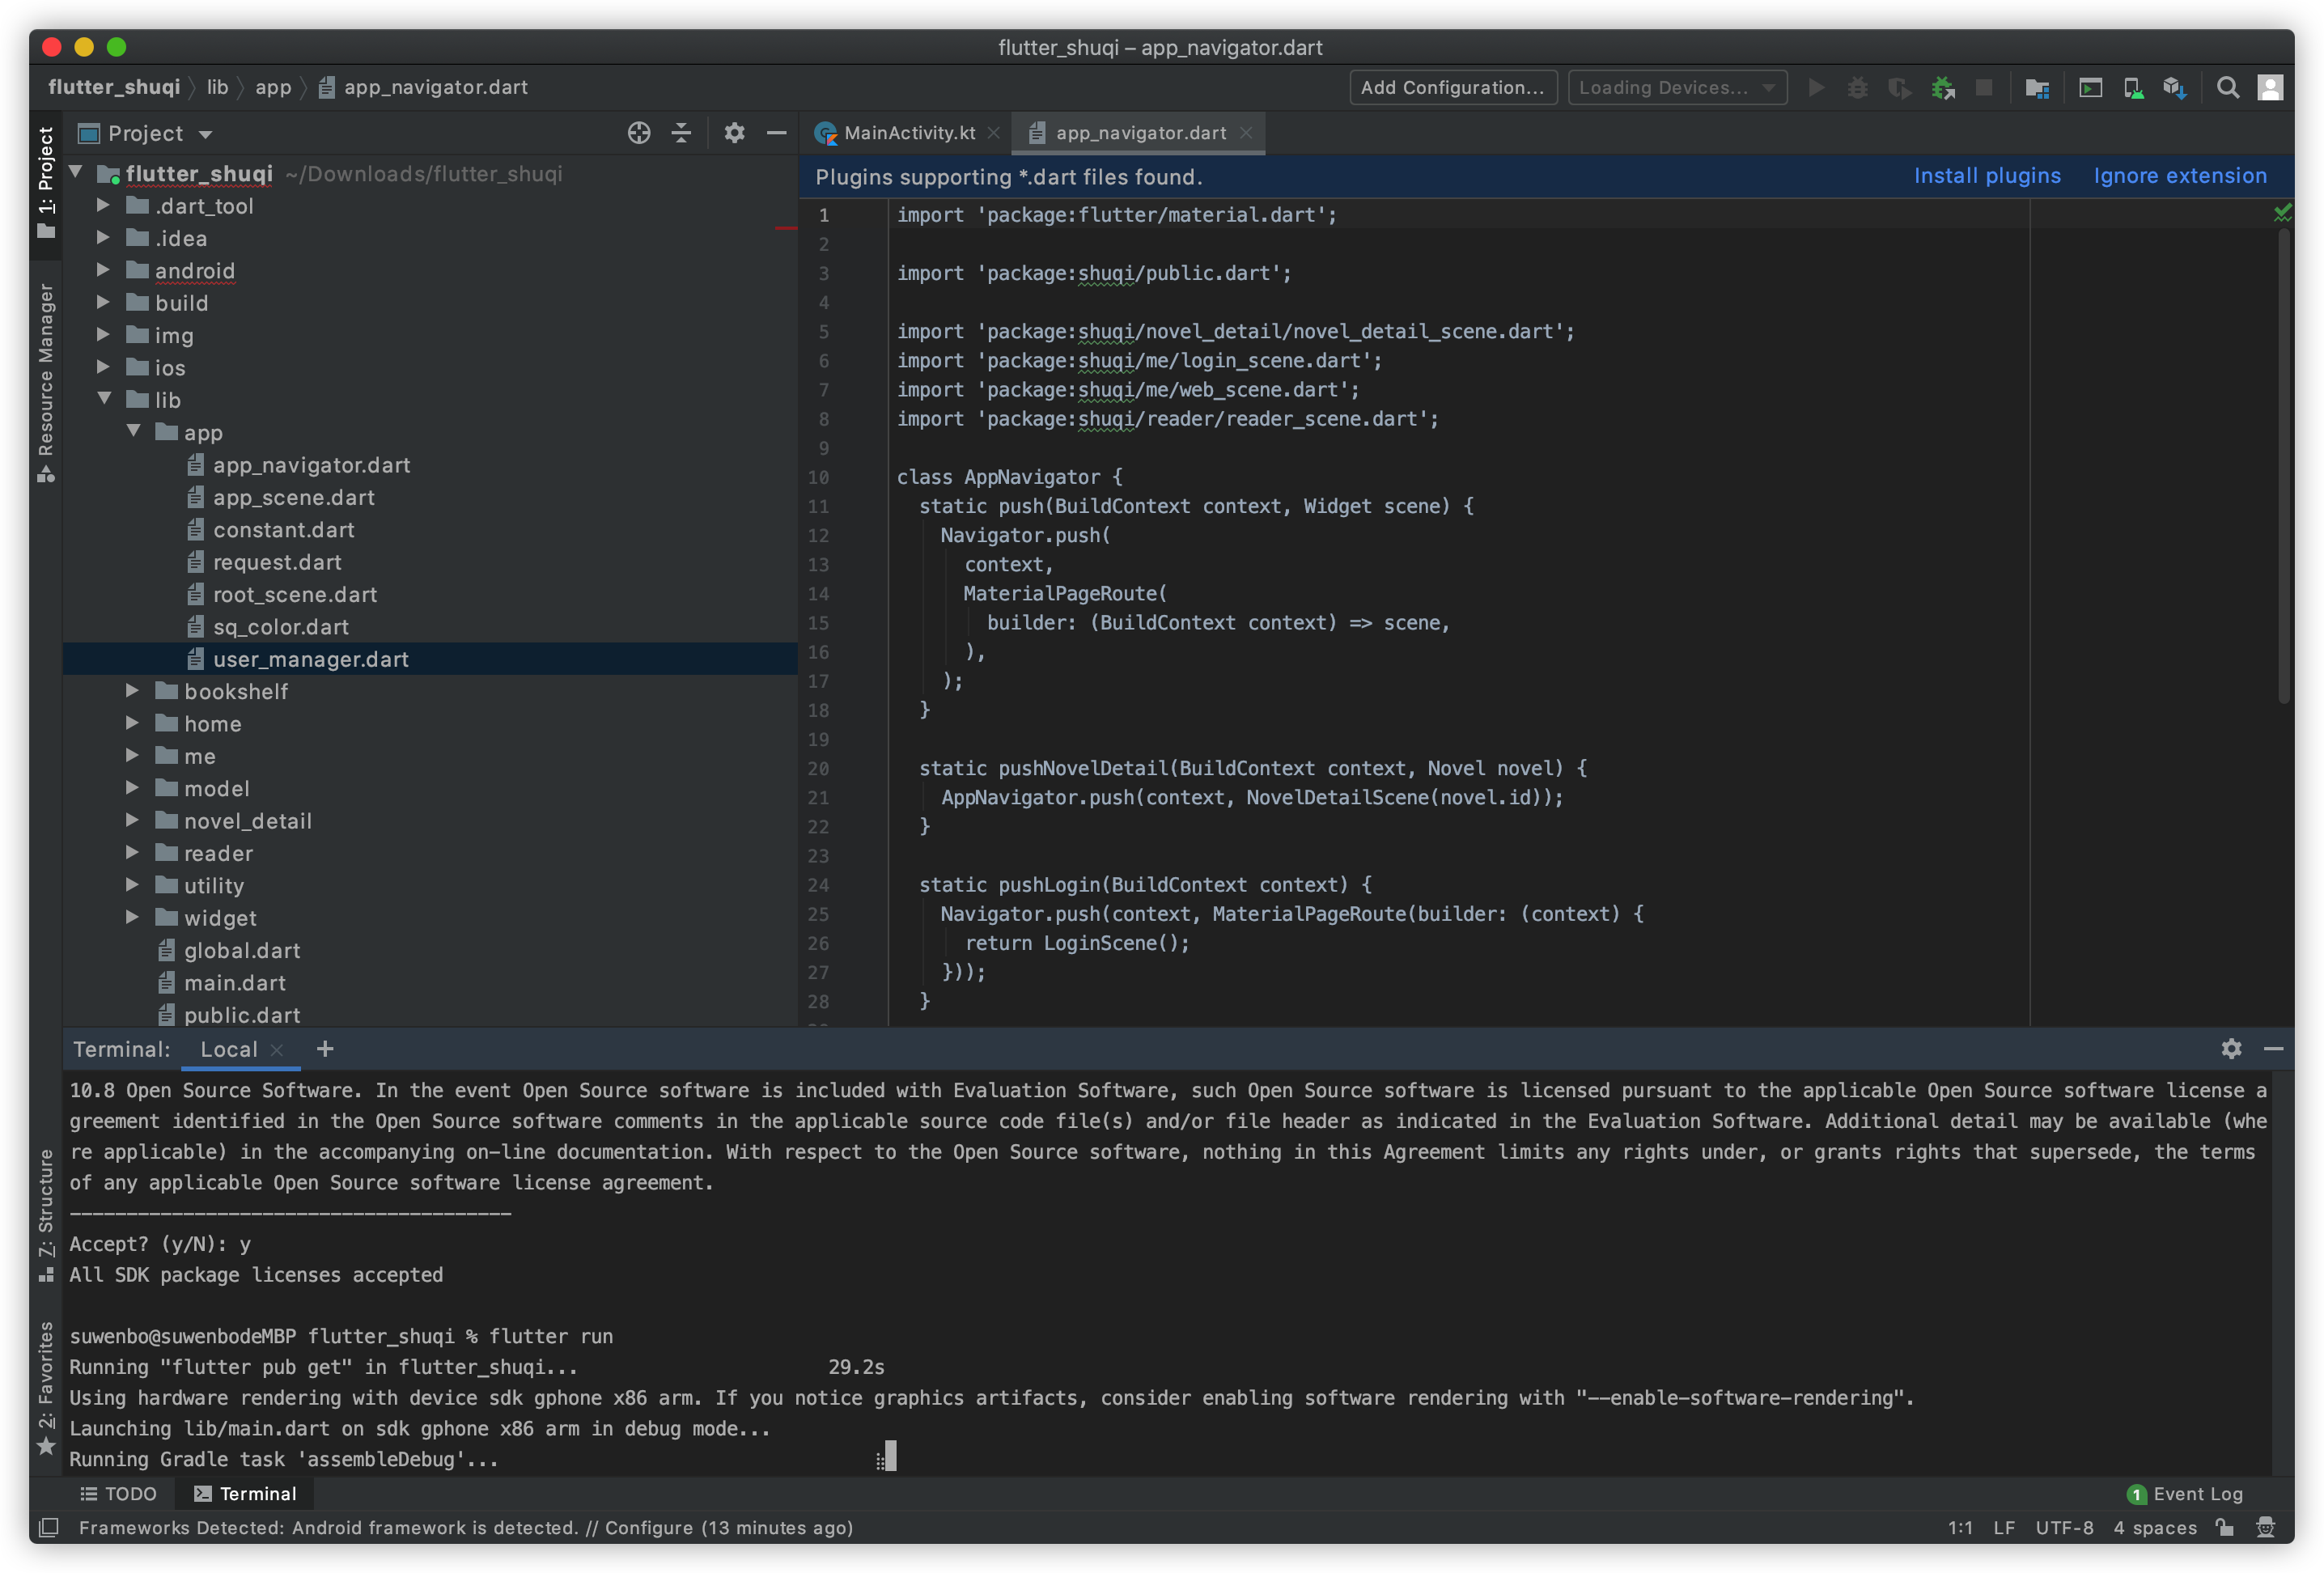 flutter_shuqi – app_navigator.dart
flutter_shuqi lib app app_navigator.dart Add Configuration... Loading Devices...
1: Project
Resource Manager
7: Structure
2: Favorites
Project
flutter_shuqi ~/Downloads/flutter_shuqi
.dart_tool
.idea
android
build
img
ios
lib
app
app_navigator.dart
app_scene.dart
constant.dart
request.dart
root_scene.dart
sq_color.dart
user_manager.dart
bookshelf
home
me
model
novel_detail
reader
utility
widget
global.dart
main.dart
public.dart
MainActivity.kt app_navigator.dart
Plugins supporting *.dart files found. Install plugins Ignore extension
1 import 'package:flutter/material.dart';
2
3 import 'package:shuqi/public.dart';
4
5 import 'package:shuqi/novel_detail/novel_detail_scene.dart';
6 import 'package:shuqi/me/login_scene.dart';
7 import 'package:shuqi/me/web_scene.dart';
8 import 'package:shuqi/reader/reader_scene.dart';
9
10 class AppNavigator {
11 static push(BuildContext context, Widget scene) {
12 Navigator.push(
13 context,
14 MaterialPageRoute(
15 builder: (BuildContext context) => scene,
16 ),
17 );
18 }
19
20 static pushNovelDetail(BuildContext context, Novel novel) {
21 AppNavigator.push(context, NovelDetailScene(novel.id));
22 }
23
24 static pushLogin(BuildContext context) {
25 Navigator.push(context, MaterialPageRoute(builder: (context) {
26 return LoginScene();
27 }));
28 }
Terminal: Local +
10.8 Open Source Software. In the event Open Source software is included with Evaluation Software, such Open Source software is licensed pursuant to the applicable Open Source software license a
greement identified in the Open Source software comments in the applicable source code file(s) and/or file header as indicated in the Evaluation Software. Additional detail may be available (whe
re applicable) in the accompanying on-line documentation. With respect to the Open Source software, nothing in this Agreement limits any rights under, or grants rights that supersede, the terms
of any applicable Open Source software license agreement.
---------------------------------------
Accept? (y/N): y
All SDK package licenses accepted
suwenbo@suwenbodeMBP flutter_shuqi % flutter run
Running "flutter pub get" in flutter_shuqi... 29.2s
Using hardware rendering with device sdk gphone x86 arm. If you notice graphics artifacts, consider enabling software rendering with "--enable-software-rendering".
Launching lib/main.dart on sdk gphone x86 arm in debug mode...
Running Gradle task 'assembleDebug'...
TODO Terminal 1 Event Log
Frameworks Detected: Android framework is detected. // Configure (13 minutes ago) 1:1 LF UTF-8 4 spaces